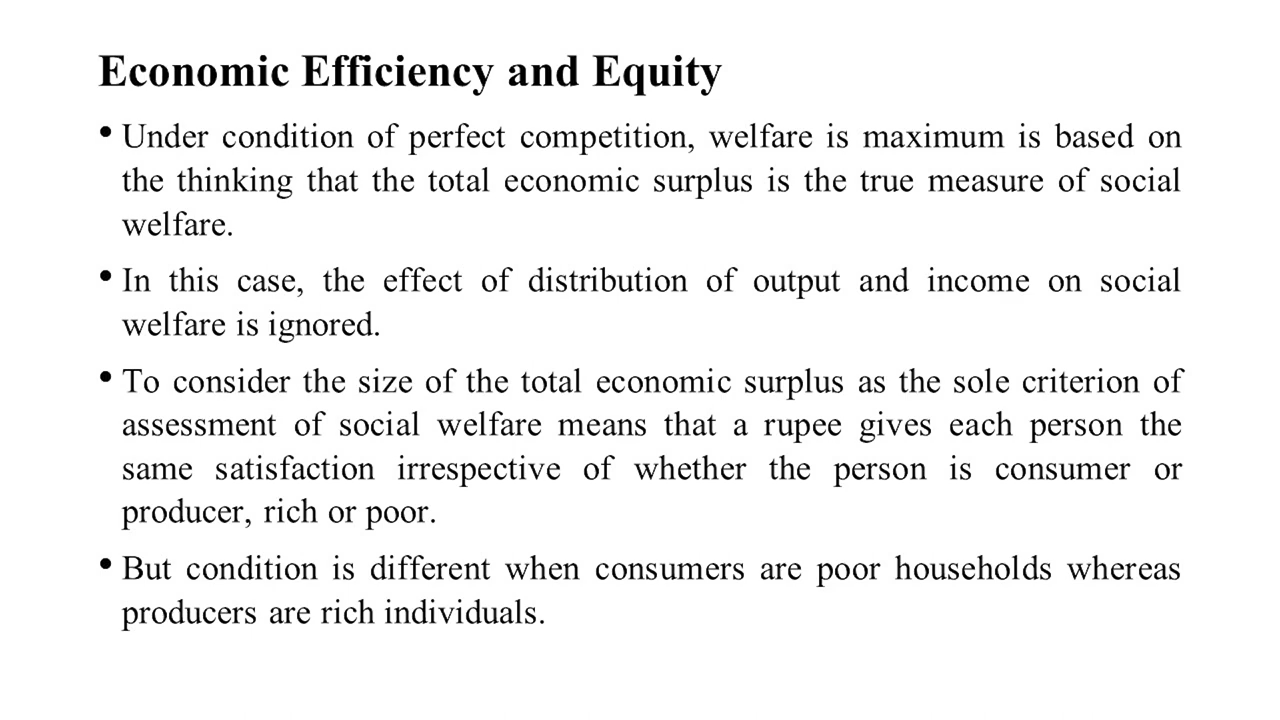 Economic Efficiency and Equity
• Under condition of perfect competition, welfare is maximum is based on
the thinking that the total economic surplus is the true measure of social
welfare.
• In this case, the effect of distribution of output and income on social
welfare is ignored.
• To consider the size of the total economic surplus as the sole criterion of
assessment of social welfare means that a rupee gives each person the
same satisfaction irrespective of whether the person is consumer or
producer, rich or poor.
• But condition is different when consumers are poor households whereas
producers are rich individuals.